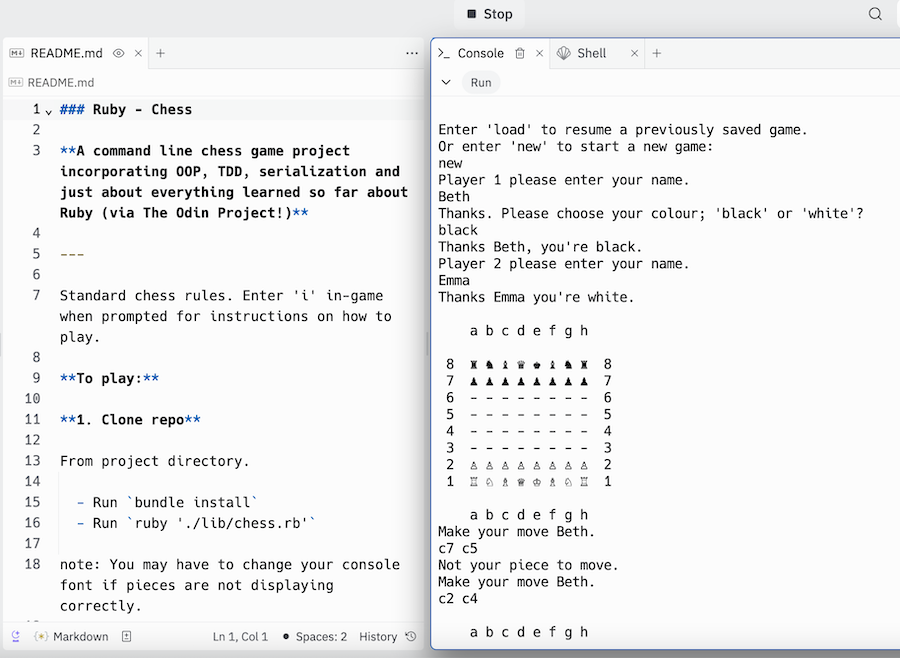 Stop
README.md
README.md
1 ### Ruby - Chess
2
3 **A command line chess game project
incorporating OOP, TDD, serialization and
just about everything learned so far about
Ruby (via The Odin Project!)**
4
5 ---
6
7 Standard chess rules. Enter 'i' in-game
when prompted for instructions on how to
play.
8
9 **To play:**
10
11 **1. Clone repo**
12
13 From project directory.
14
15 - Run `bundle install`
16 - Run `ruby './lib/chess.rb'`
17
18 note: You may have to change your console
font if pieces are not displaying
correctly.
Markdown
Ln 1, Col 1
Spaces: 2
History
Console
Shell
Run
Enter 'load' to resume a previously saved game.
Or enter 'new' to start a new game:
new
Player 1 please enter your name.
Beth
Thanks. Please choose your colour; 'black' or 'white'?
black
Thanks Beth, you're black.
Player 2 please enter your name.
Emma
Thanks Emma you're white.
a b c d e f g h
8 ♜ ♞ ♝ ♛ ♚ ♝ ♞ ♜ 8
7 ♟ ♟ ♟ ♟ ♟ ♟ ♟ ♟ 7
6 - - - - - - - - 6
5 - - - - - - - - 5
4 - - - - - - - - 4
3 - - - - - - - - 3
2 ♙ ♙ ♙ ♙ ♙ ♙ ♙ ♙ 2
1 ♖ ♘ ♗ ♕ ♔ ♗ ♘ ♖ 1
a b c d e f g h
Make your move Beth.
c7 c5
Not your piece to move.
Make your move Beth.
c2 c4
a b c d e f g h